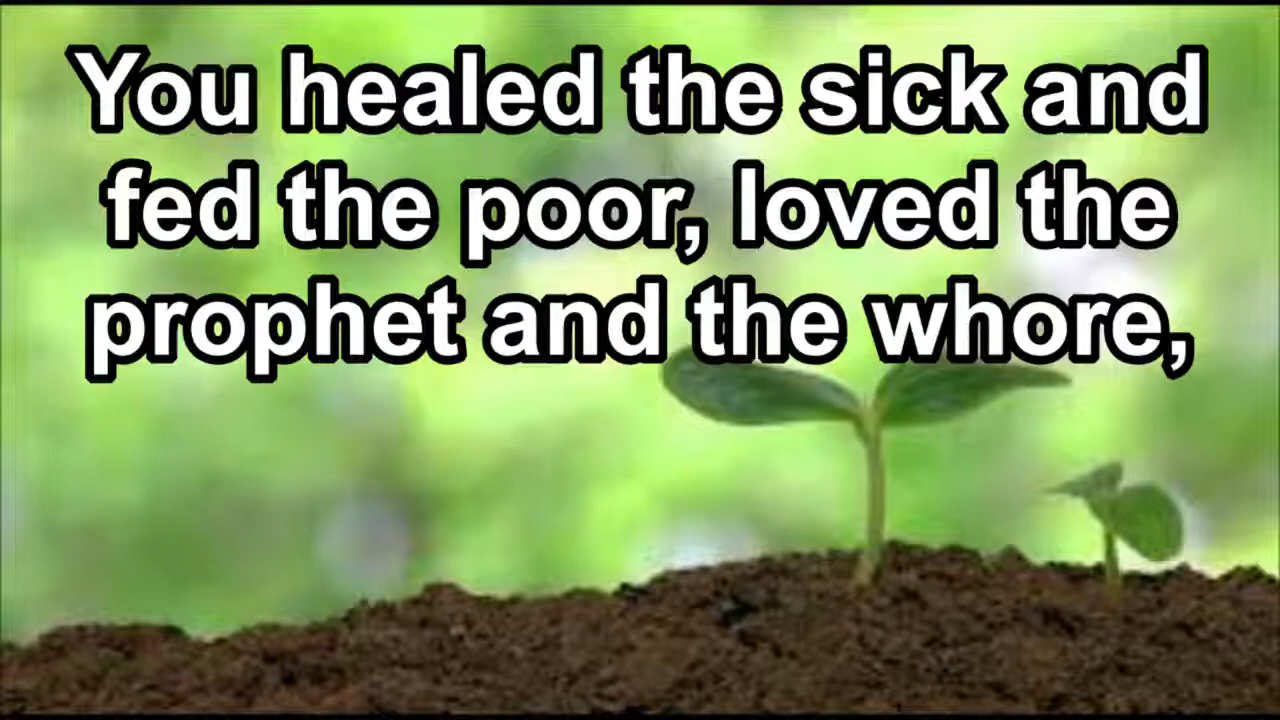 You healed the sick and
fed the poor, loved the
prophet and the whore,